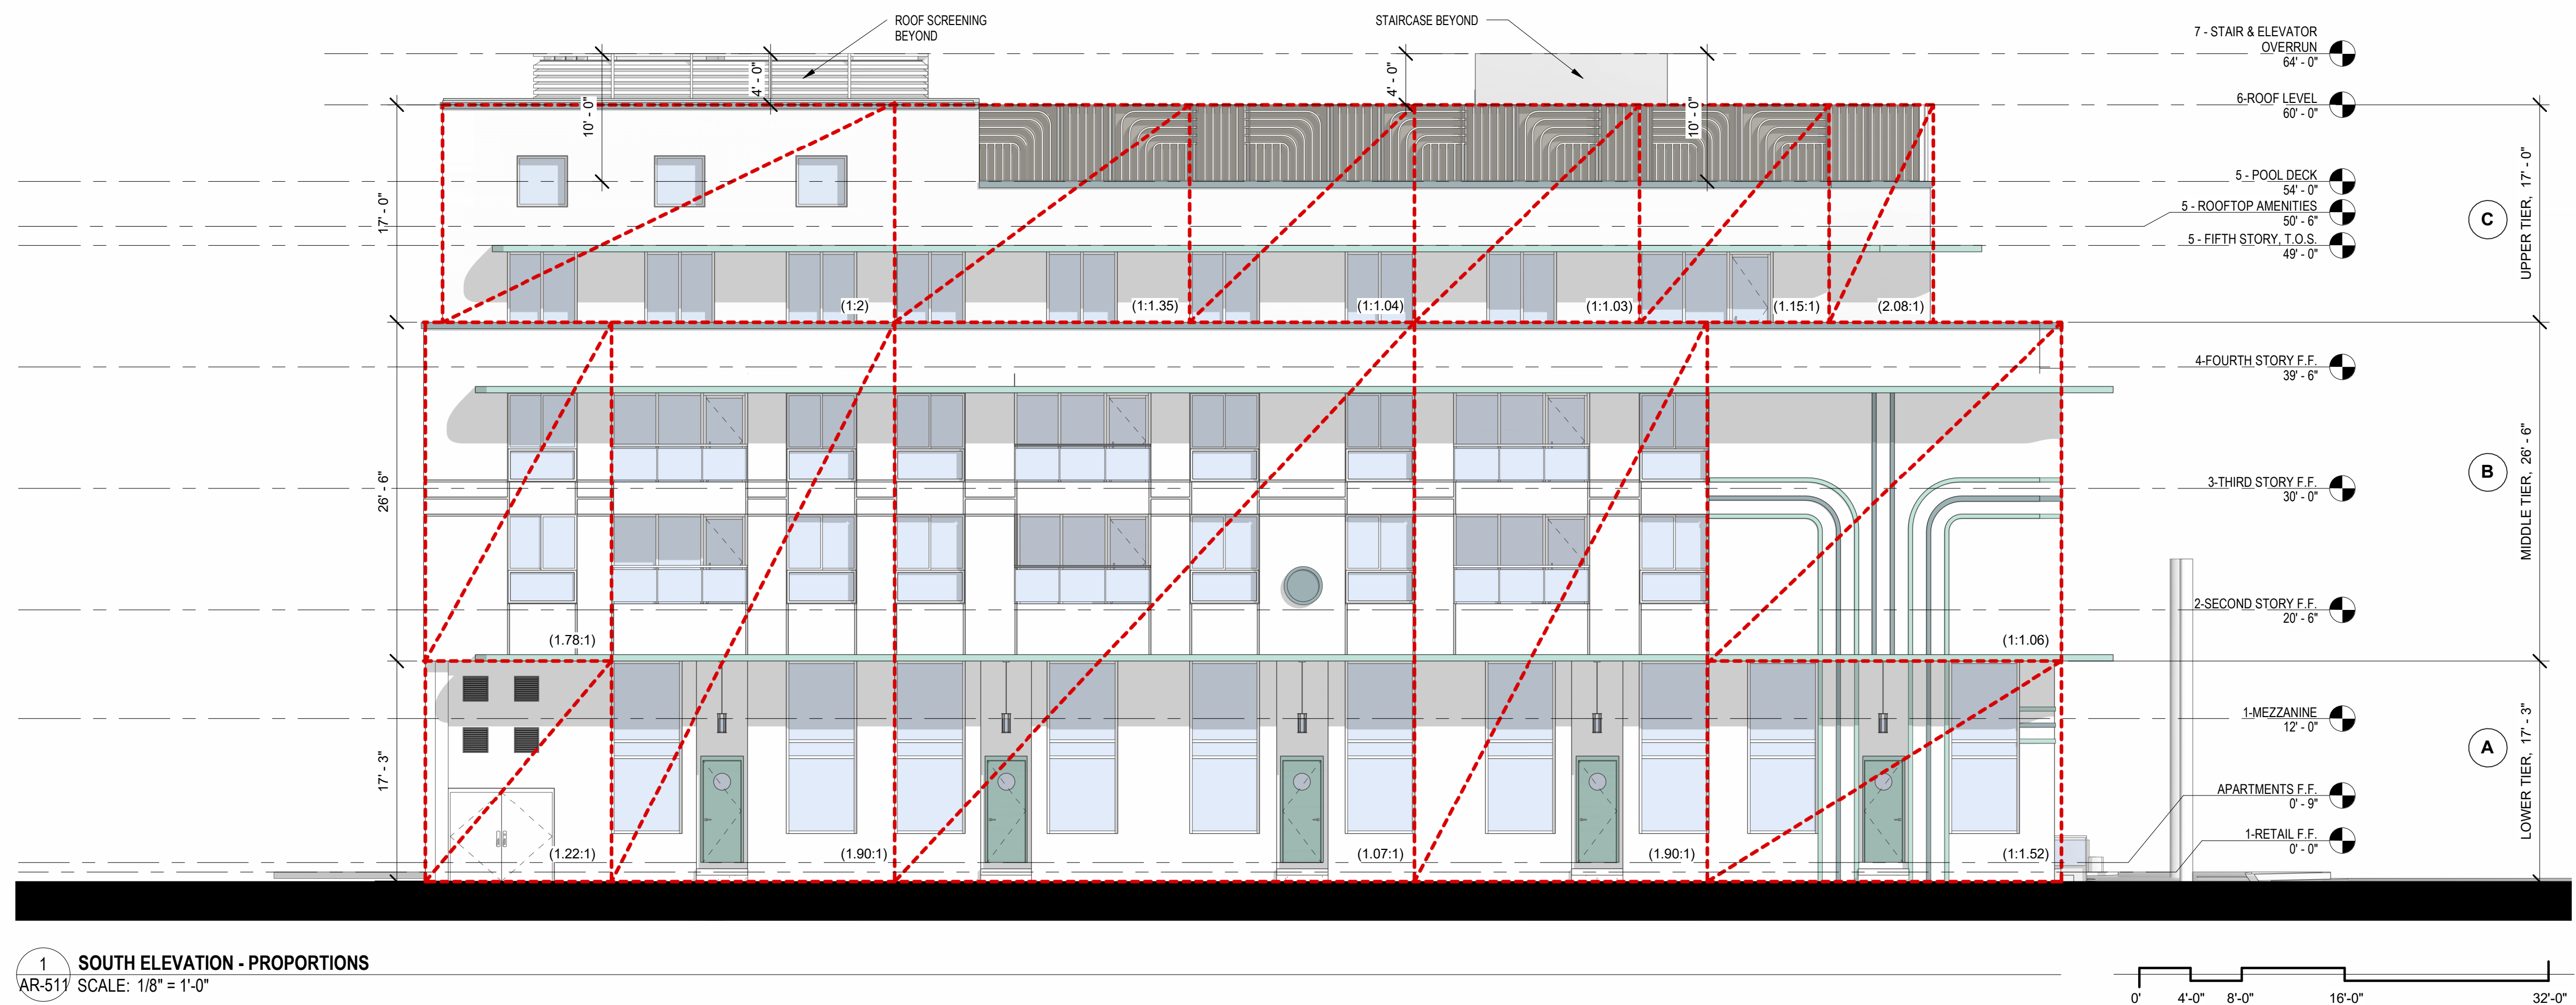 ROOF SCREENING
BEYOND
STAIRCASE BEYOND
7 - STAIR & ELEVATOR
OVERRUN
64' - 0"
4' - 0"
10' - 0"
4' - 0"
10' - 0"
6-ROOF LEVEL
60' - 0"
5 - POOL DECK
54' - 0"
5 - ROOFTOP AMENITIES
50' - 6"
5 - FIFTH STORY, T.O.S.
49' - 0"
17' - 0"
C
UPPER TIER, 17' - 0"
(1:2)
(1:1.35)
(1:1.04)
(1:1.03)
(1.15:1)
(2.08:1)
4-FOURTH STORY F.F.
39' - 6"
26' - 6"
B
MIDDLE TIER, 26' - 6"
3-THIRD STORY F.F.
30' - 0"
2-SECOND STORY F.F.
20' - 6"
(1.78:1)
(1:1.06)
1-MEZZANINE
12' - 0"
17' - 3"
A
LOWER TIER, 17' - 3"
APARTMENTS F.F.
0' - 9"
1-RETAIL F.F.
0' - 0"
(1.22:1)
(1.90:1)
(1.07:1)
(1.90:1)
(1:1.52)
1
AR-511
SOUTH ELEVATION - PROPORTIONS
SCALE: 1/8" = 1'-0"
0'
4'-0"
8'-0"
16'-0"
32'-0"